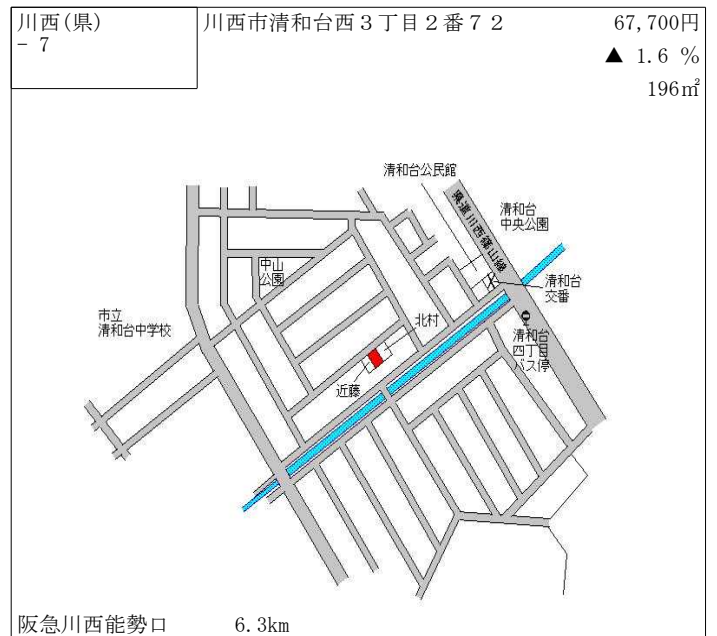 川西(県)
- 7
川西市清和台西３丁目２番７２
67,700円
▲ 1.6 %
196㎡
清和台公民館
県道川西篠山線
清和台
中央公園
中山
公園
清和台
交番
市立
清和台中学校
北村
清和台
四丁目
バス停
近藤
阪急川西能勢口 6.3km